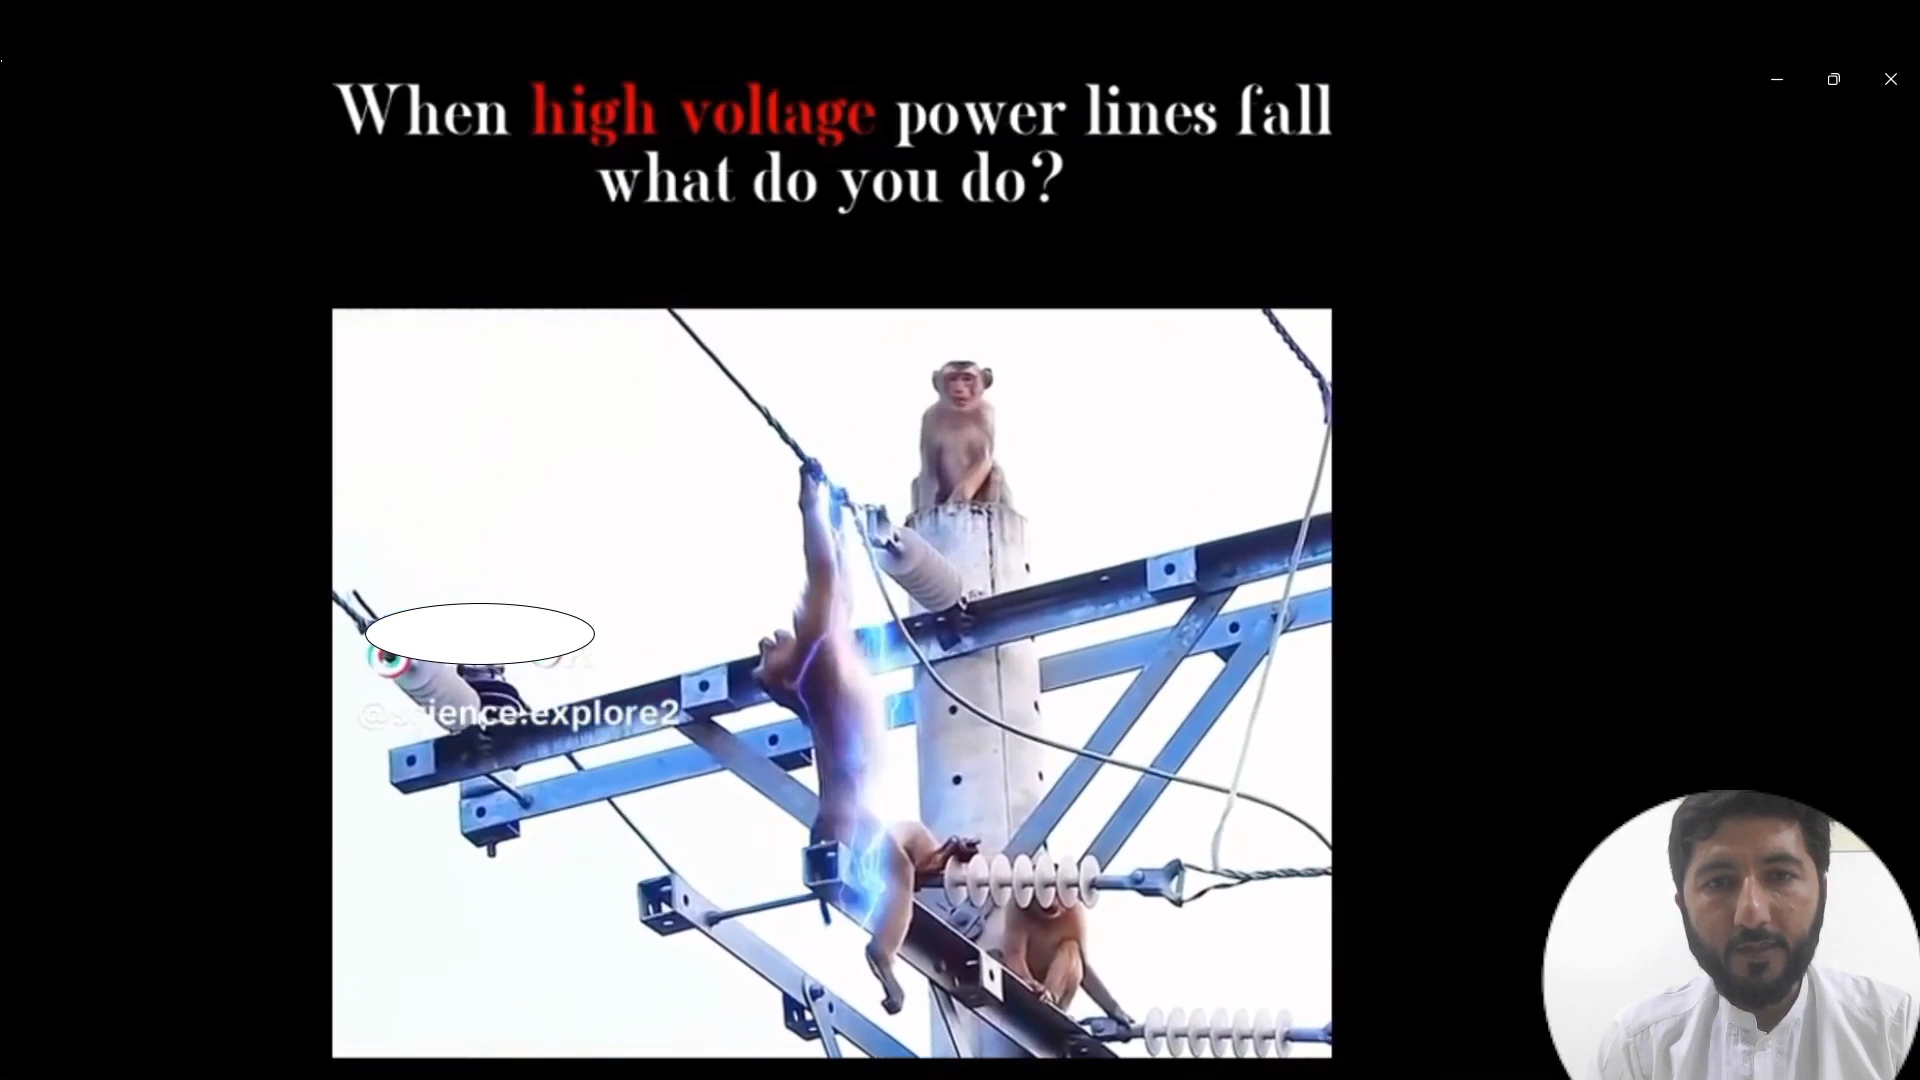 When high voltage power lines fall
what do you do?
@science.explore2